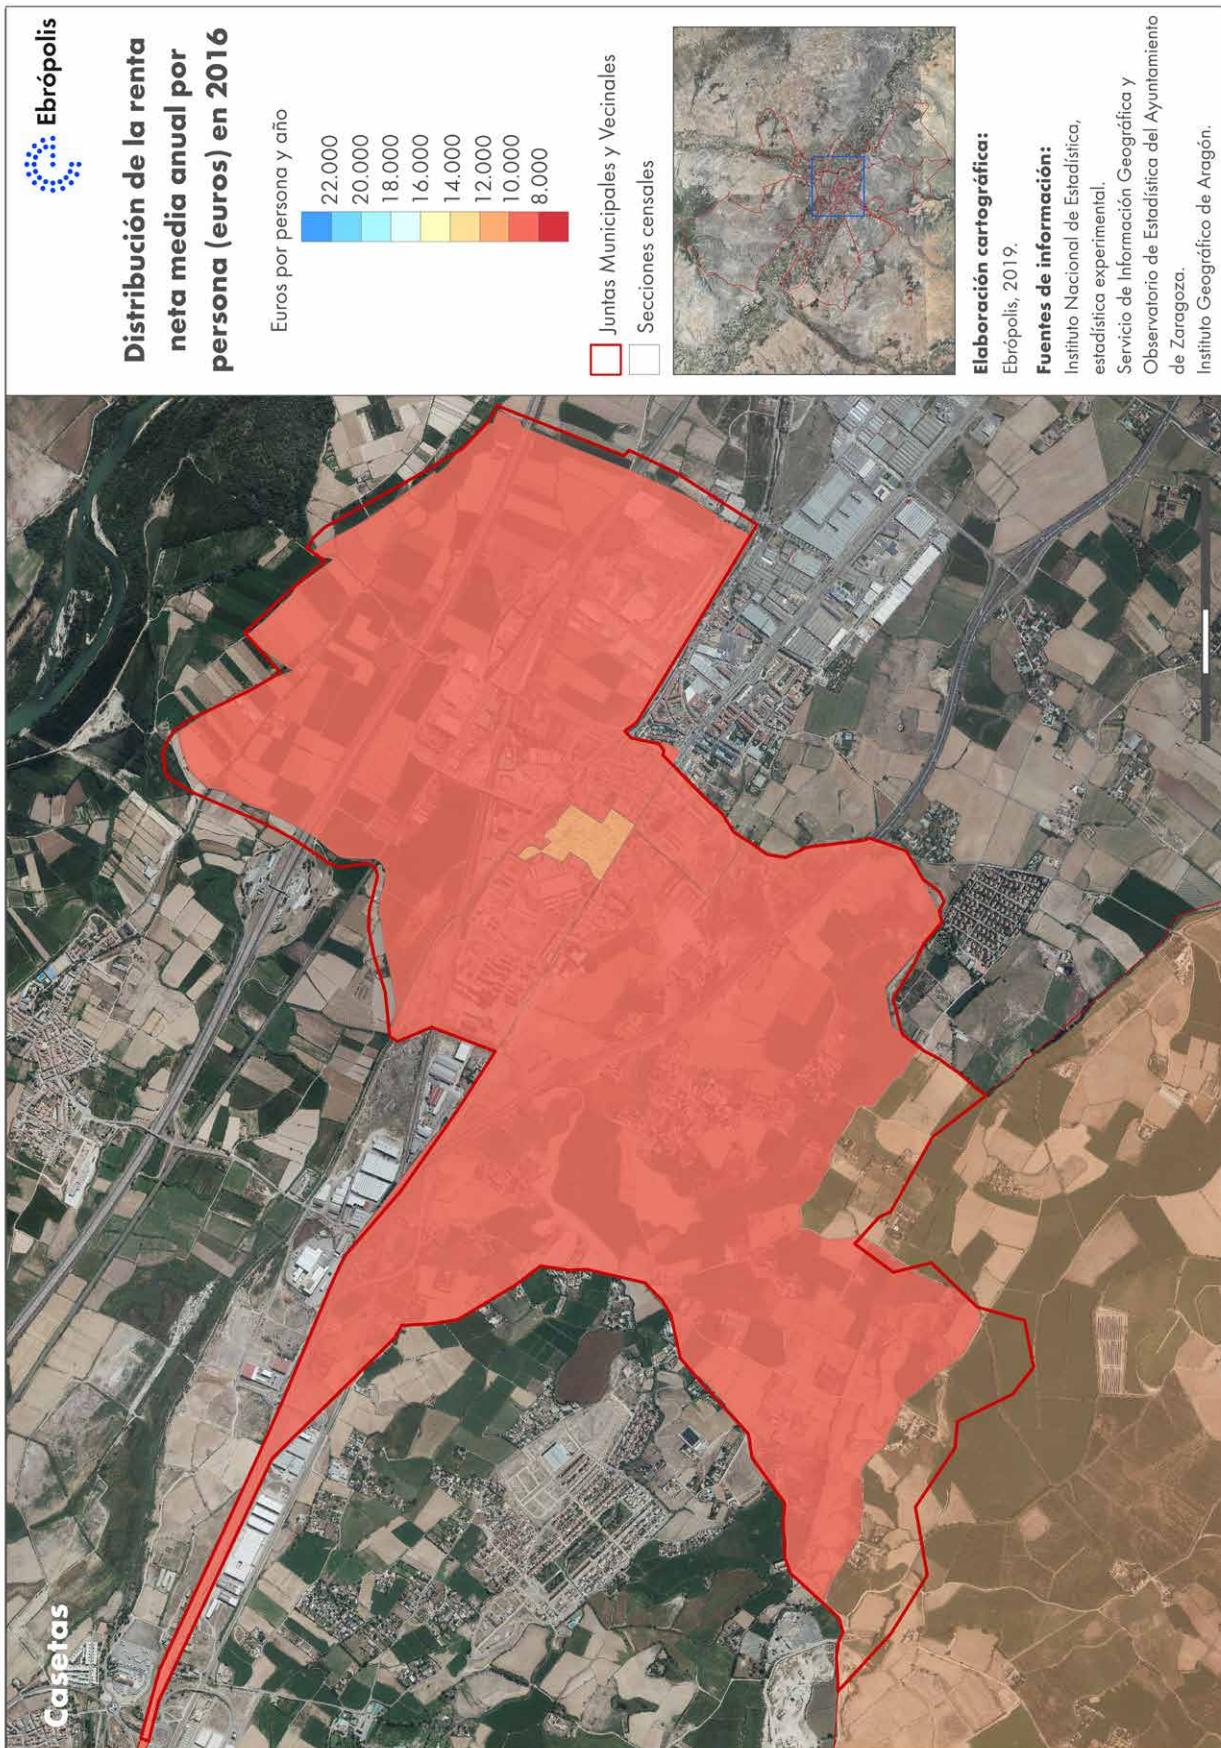 Ebrópolis
Distribución de la renta
neta media anual por
persona (euros) en 2016
Euros por persona y año
22.000
20.000
18.000
16.000
14.000
12.000
10.000
8.000
Juntas Municipales y Vecinales
Secciones censales
Elaboración cartográfica:
Ebrópolis, 2019.
Fuentes de información:
Instituto Nacional de Estadística,
estadística experimental.
Servicio de Información Geográfica y
Observatorio de Estadística del Ayuntamiento
de Zaragoza.
Instituto Geográfico de Aragón.
Casetas